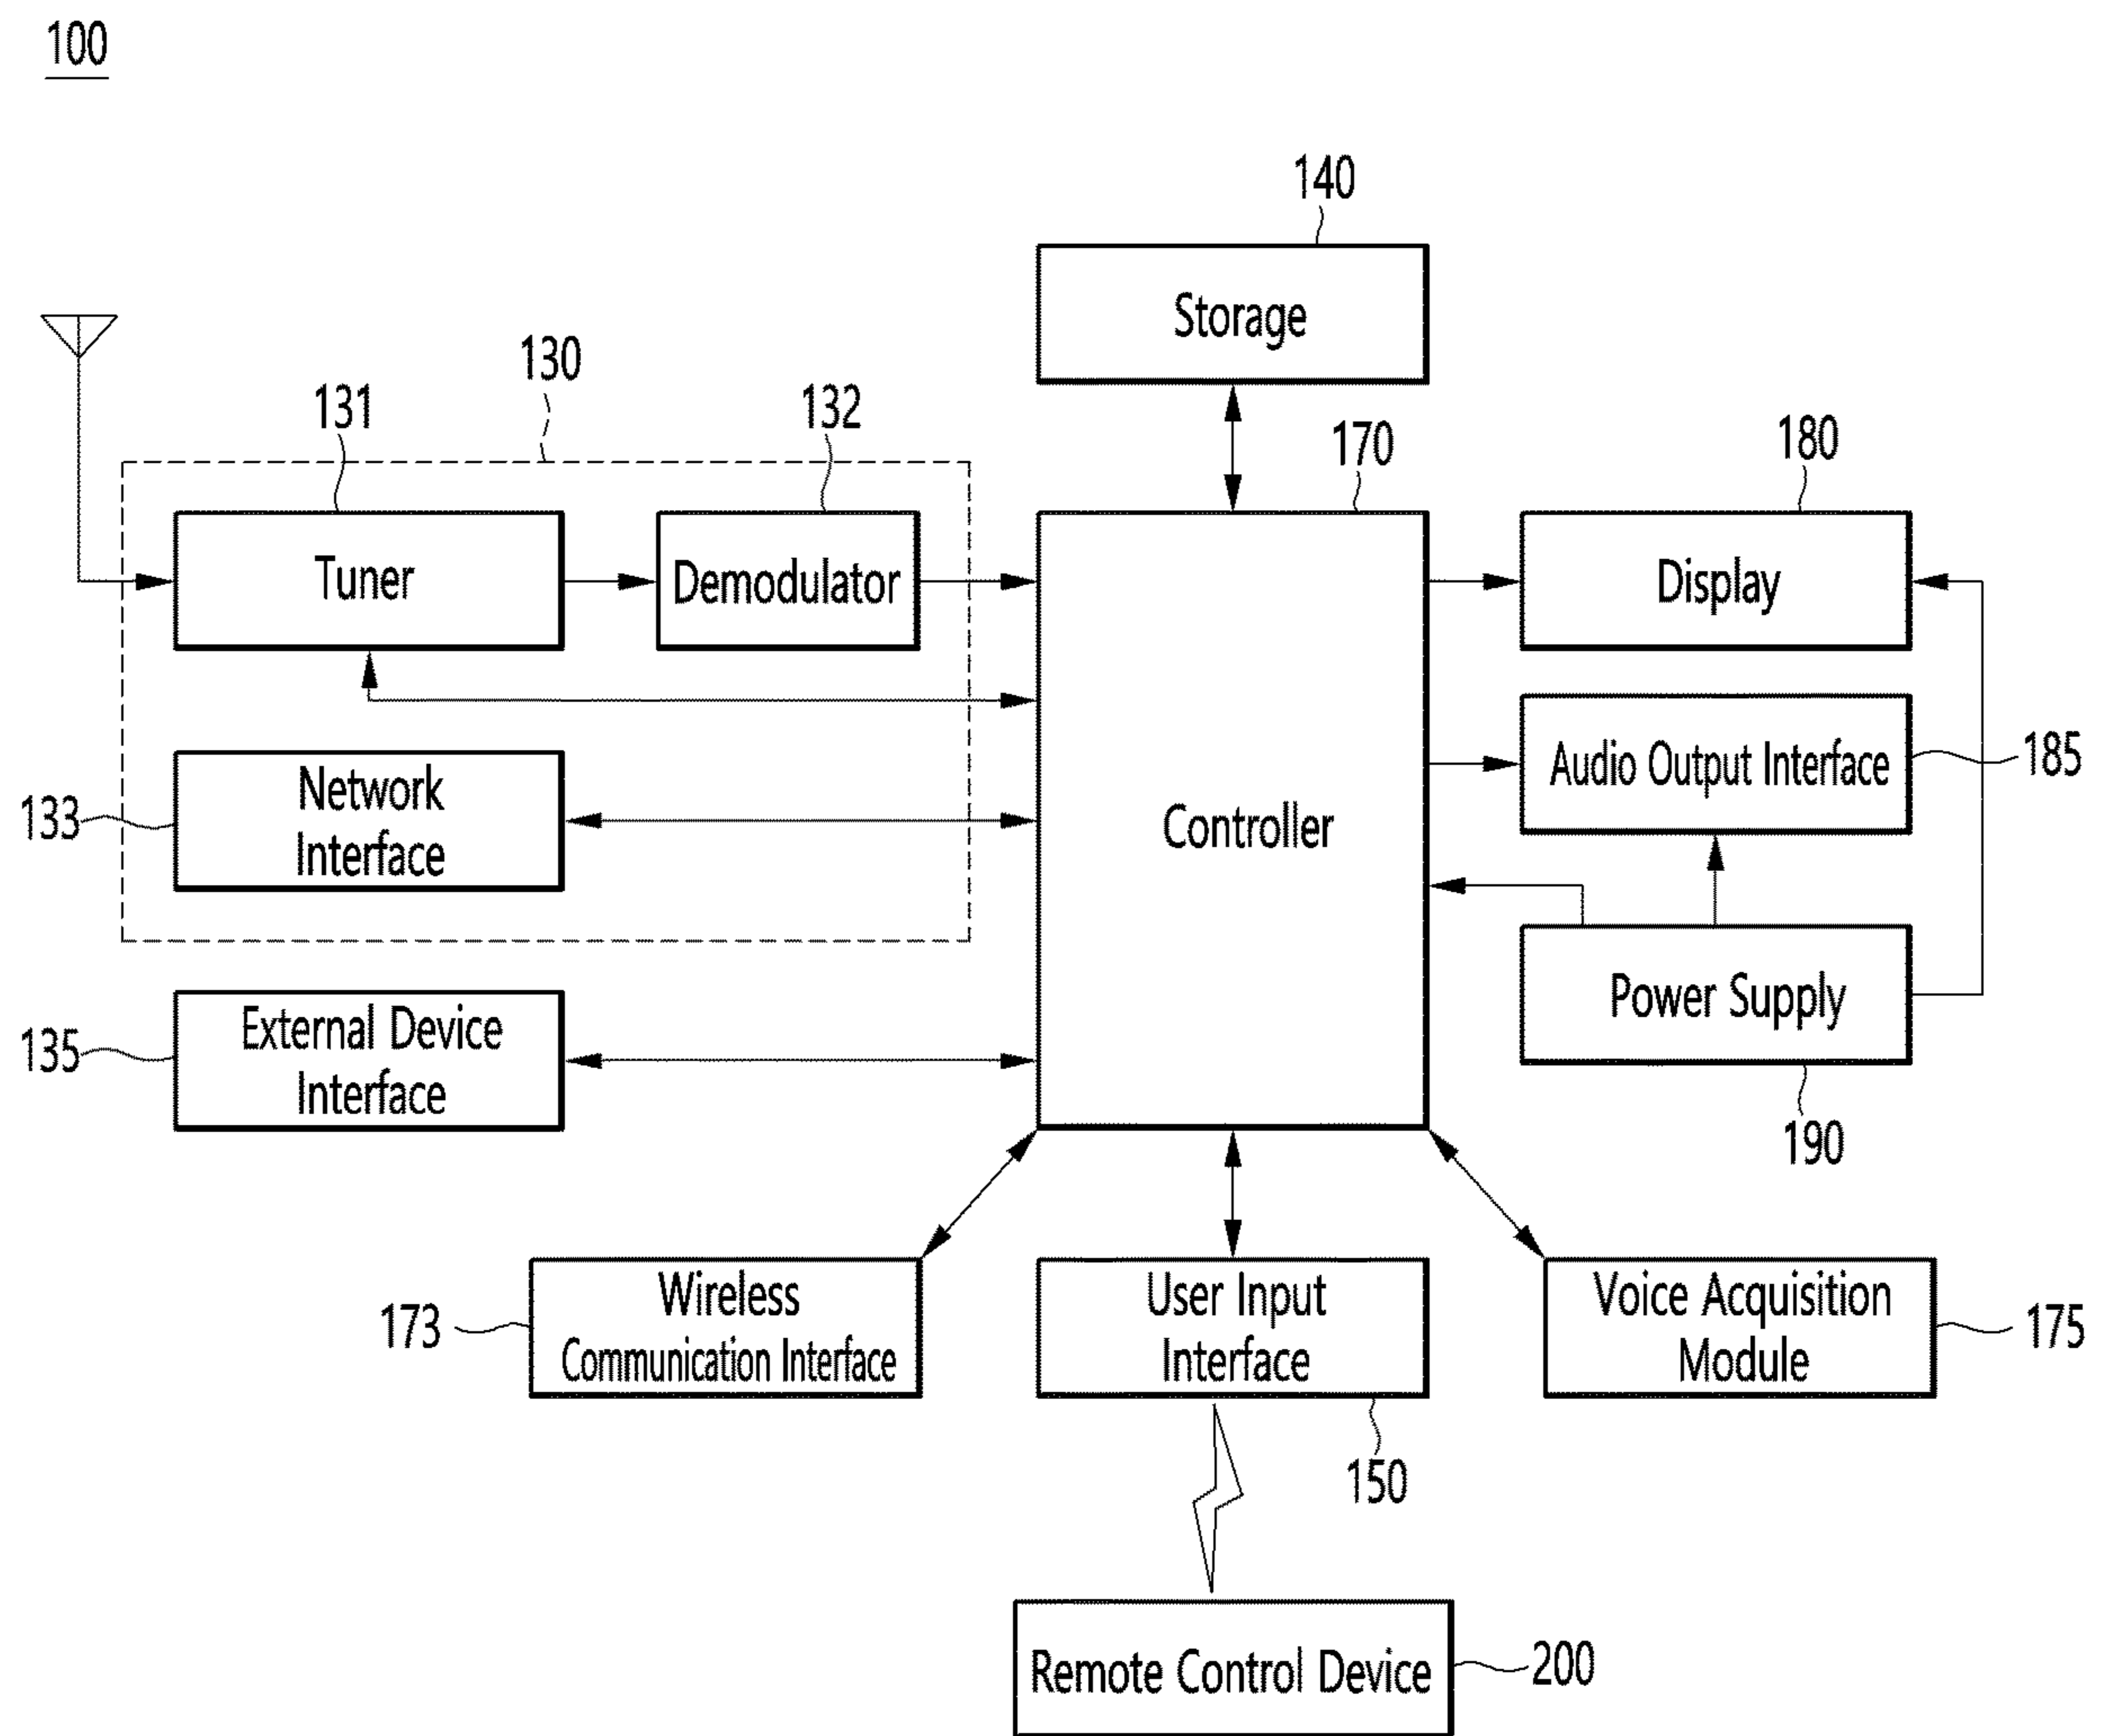 100
140
Storage
130
131
132
170
180
Tuner
Demodulator
Display
Network
Interface
133
Controller
Audio Output Interface
185
External Device
Interface
135
Power Supply
190
Wireless
Communication Interface
173
User Input
Interface
150
Voice Acquisition
Module
175
Remote Control Device
200